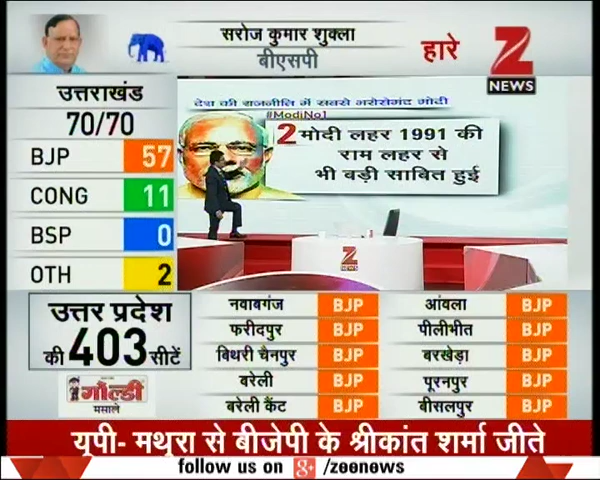 सरोज कुमार शुक्ला
बीएसपी
हारे
Z
NEWS
उत्तराखंड
70/70
BJP 57
CONG 11
BSP 0
OTH 2
देश की राजनीति में सबसे भरोसेमंद मोदी
#ModiNo1
2 मोदी लहर 1991 की
राम लहर से
भी बड़ी साबित हुई
Z
NEWS
उत्तर प्रदेश
की 403 सीटें
नवाबगंज BJP आंवला BJP
फरीदपुर BJP पीलीभीत BJP
बिथरी चैनपुर BJP बरखेड़ा BJP
बरेली BJP पूरनपुर BJP
बरेली कैंट BJP बीसलपुर BJP
गोल्डी
मसाले
यूपी- मथुरा से बीजेपी के श्रीकांत शर्मा जीते
follow us on g+ /zeenews